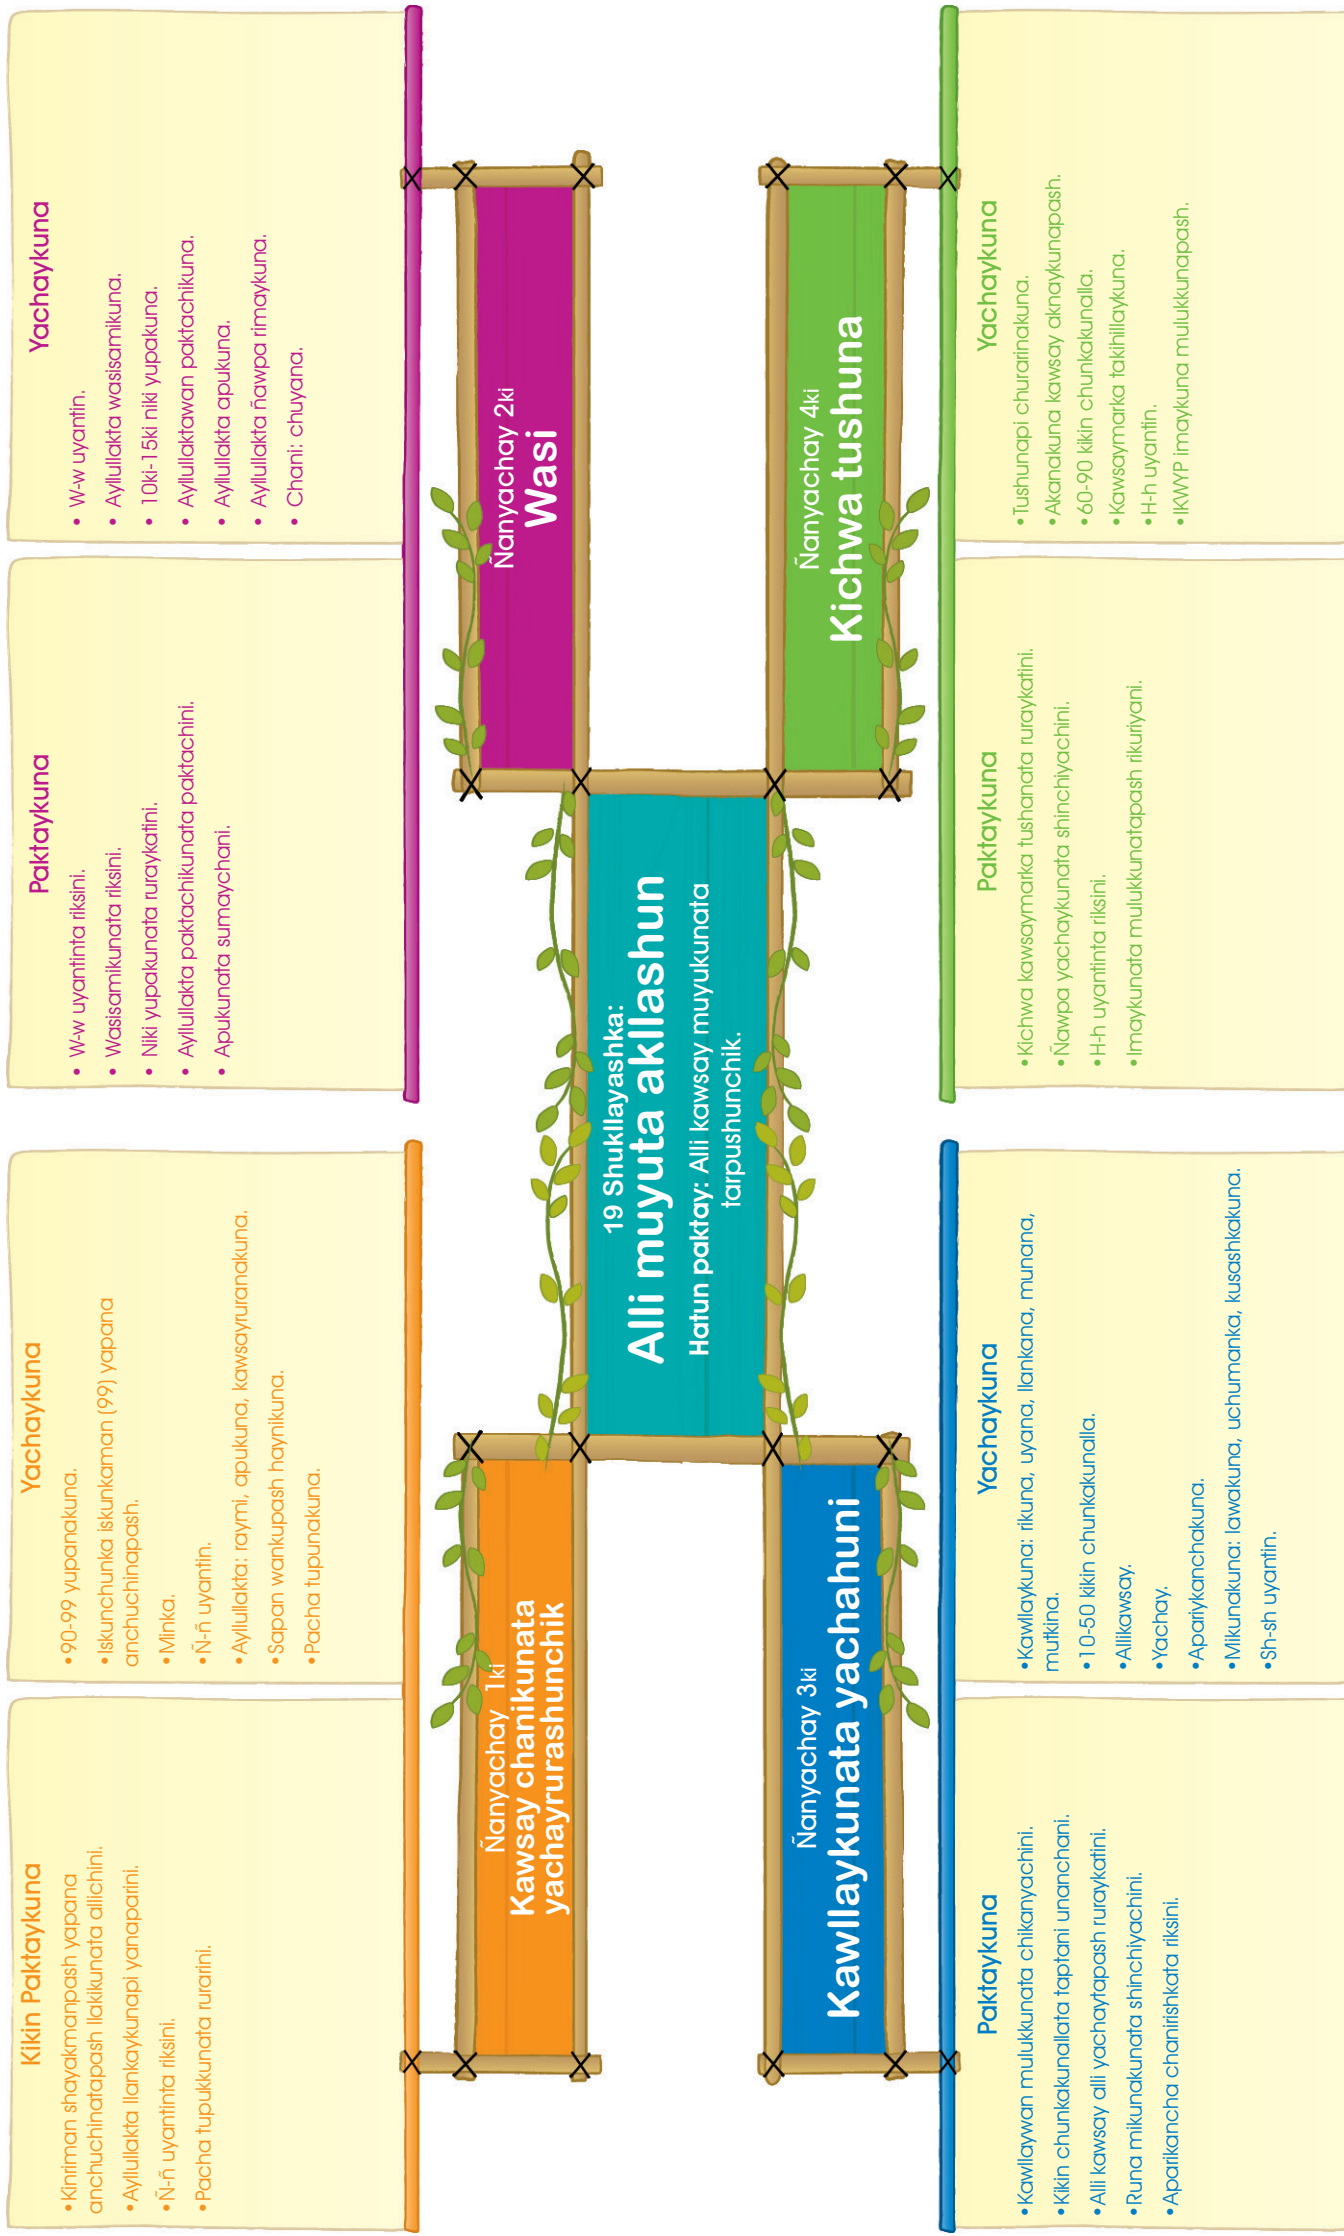 Kikin Paktaykuna
•Kinriman shayakmanpash yapana
anchuchinatapash llakikunata allichini.
•Ayllullakta llankaykunapi yanaparini.
•Ñ-ñ uyantinta riksini.
•Pacha tupukkunata rurarini.
Yachaykuna
•90-99 yupanakuna.
•Iskunchunka iskunkaman (99) yapana
anchuchinapash.
•Minka.
•Ñ-ñ uyantin.
•Ayllullakta: raymi, apukuna, kawsayruranakuna.
•Sapan wankupash haynikuna.
•Pacha tupunakuna.
Paktaykuna
• W-w uyantinta riksini.
• Wasisamikunata riksini.
• Niki yupakunata ruraykatini.
• Ayllullakta paktachikunata paktachini.
• Apukunata sumaychani.
Yachaykuna
• W-w uyantin.
• Ayllullakta wasisamikuna.
• 10ki-15ki niki yupakuna.
• Ayllullaktawan paktachikuna.
• Ayllullakta apukuna.
• Ayllullakta ñawpa rimaykuna.
• Chani: chuyana.
Ñanyachay 1ki
Kawsay chanikunata
yachayrurashunchik
Ñanyachay 2ki
Wasi
19 Shukllayashka:
Alli muyuta akllashun
Hatun paktay: Alli kawsay muyukunata
tarpushunchik.
Ñanyachay 3ki
Kawllaykunata yachahuni
Ñanyachay 4ki
Kichwa tushuna
Paktaykuna
•Kawllaywan mulukkunata chikanyachini.
•Kikin chunkakunallata taptani unanchani.
•Alli kawsay alli yachaytapash ruraykatini.
•Runa mikunakunata shinchiyachini.
•Aparikancha chanirishkata riksini.
Yachaykuna
•Kawllaykuna: rikuna, uyana, llankana, munana,
mutkina.
•10-50 kikin chunkakunalla.
•Allikawsay.
•Yachay.
•Apariykanchakuna.
•Mikunakuna: lawakuna, uchumanka, kusashkakuna.
•Sh-sh uyantin.
Paktaykuna
•Kichwa kawsaymarka tushanata ruraykatini.
•Ñawpa yachaykunata shinchiyachini.
•H-h uyantinta riksini.
•Imaykunata mulukkunatapash rikuriyani.
Yachaykuna
•Tushunapi churarinakuna.
•Akanakuna kawsay aknaykunapash.
•60-90 kikin chunkakunalla.
•Kawsaymarka takihillaykuna.
•H-h uyantin.
•IKWYP imaykuna mulukkunapash.